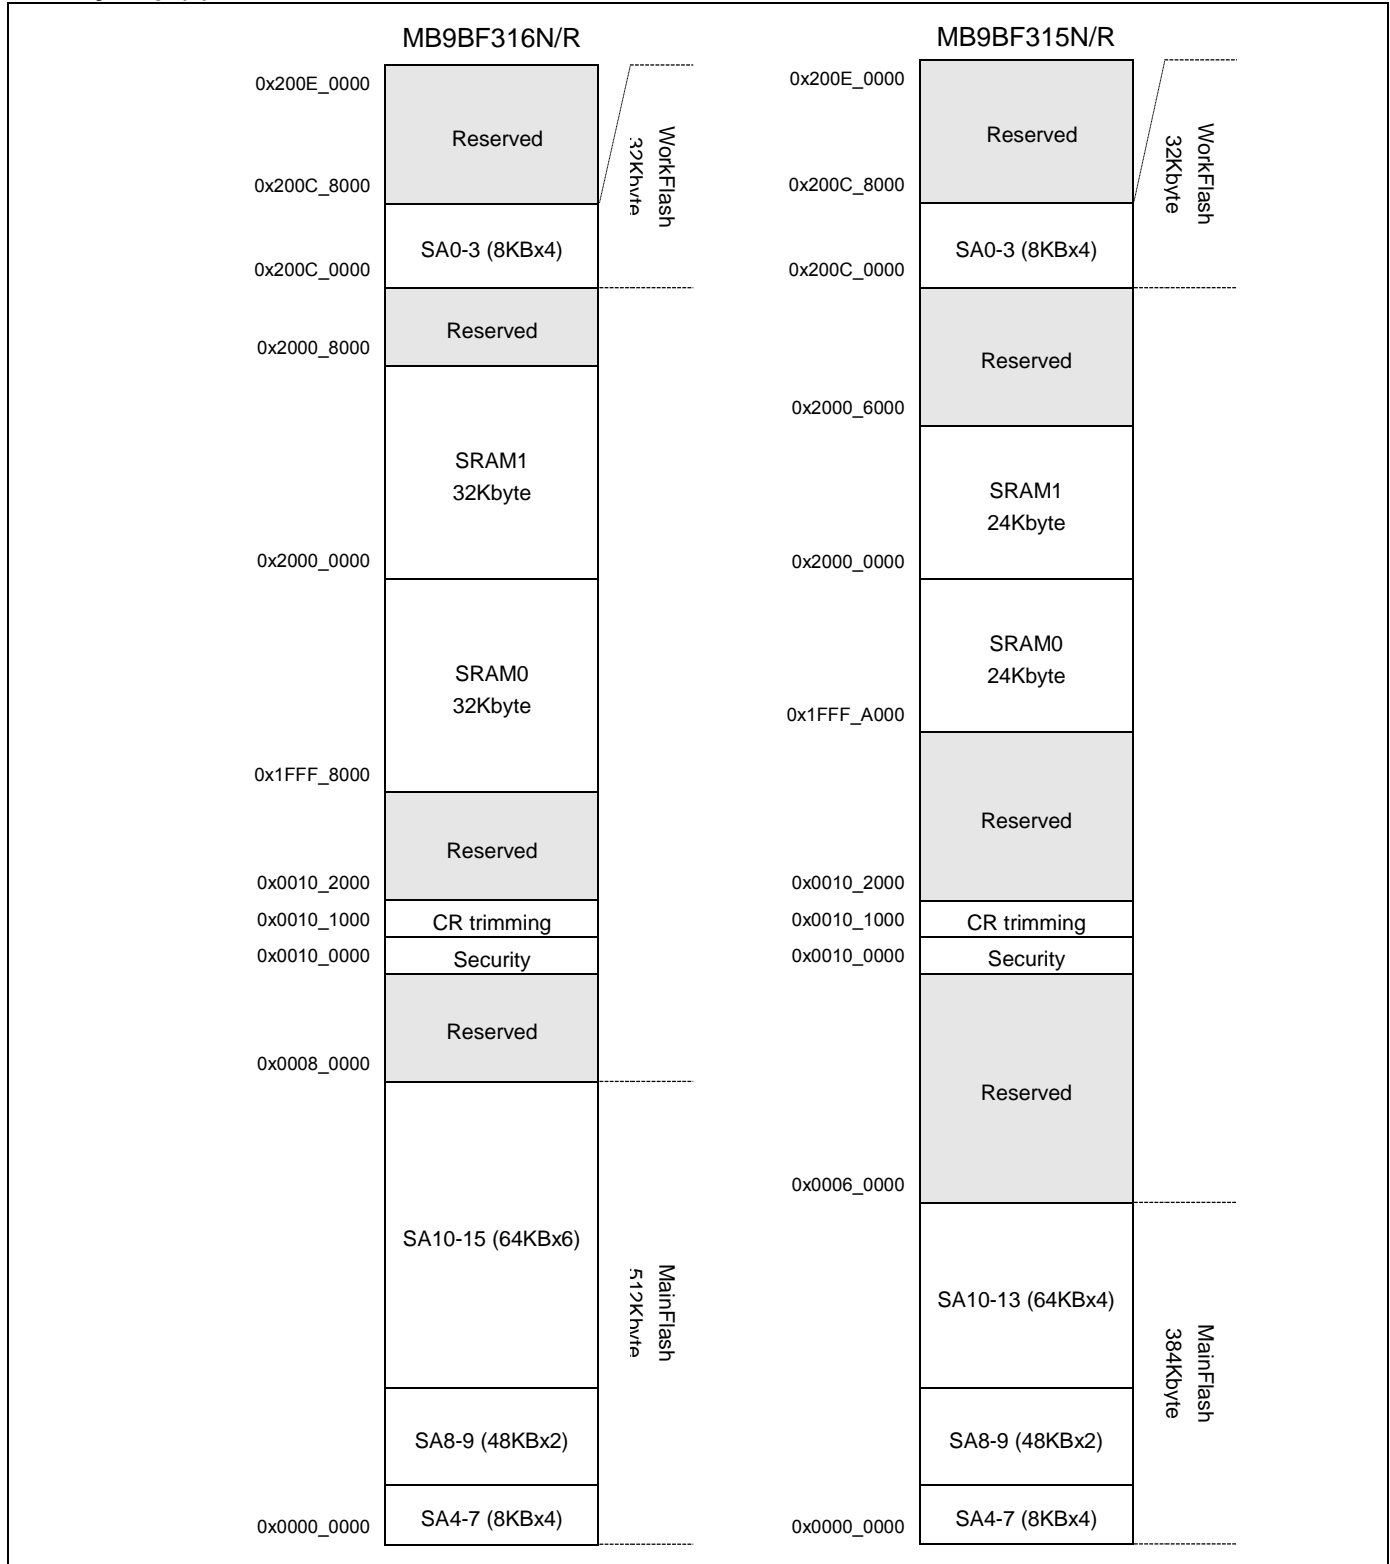 MB9BF316N/R
0x200E_0000
Reserved
WorkFlash
32Kbyte
0x200C_8000
SA0-3 (8KBx4)
0x200C_0000
Reserved
0x2000_8000
SRAM1
32Kbyte
0x2000_0000
SRAM0
32Kbyte
0x1FFF_8000
Reserved
0x0010_2000
0x0010_1000
CR trimming
0x0010_0000
Security
Reserved
0x0008_0000
SA10-15 (64KBx6)
MainFlash
512Kbyte
SA8-9 (48KBx2)
SA4-7 (8KBx4)
0x0000_0000
MB9BF315N/R
0x200E_0000
Reserved
WorkFlash
32Kbyte
0x200C_8000
SA0-3 (8KBx4)
0x200C_0000
Reserved
0x2000_6000
SRAM1
24Kbyte
0x2000_0000
SRAM0
24Kbyte
0x1FFF_A000
Reserved
0x0010_2000
0x0010_1000
CR trimming
0x0010_0000
Security
Reserved
0x0006_0000
SA10-13 (64KBx4)
MainFlash
384Kbyte
SA8-9 (48KBx2)
SA4-7 (8KBx4)
0x0000_0000